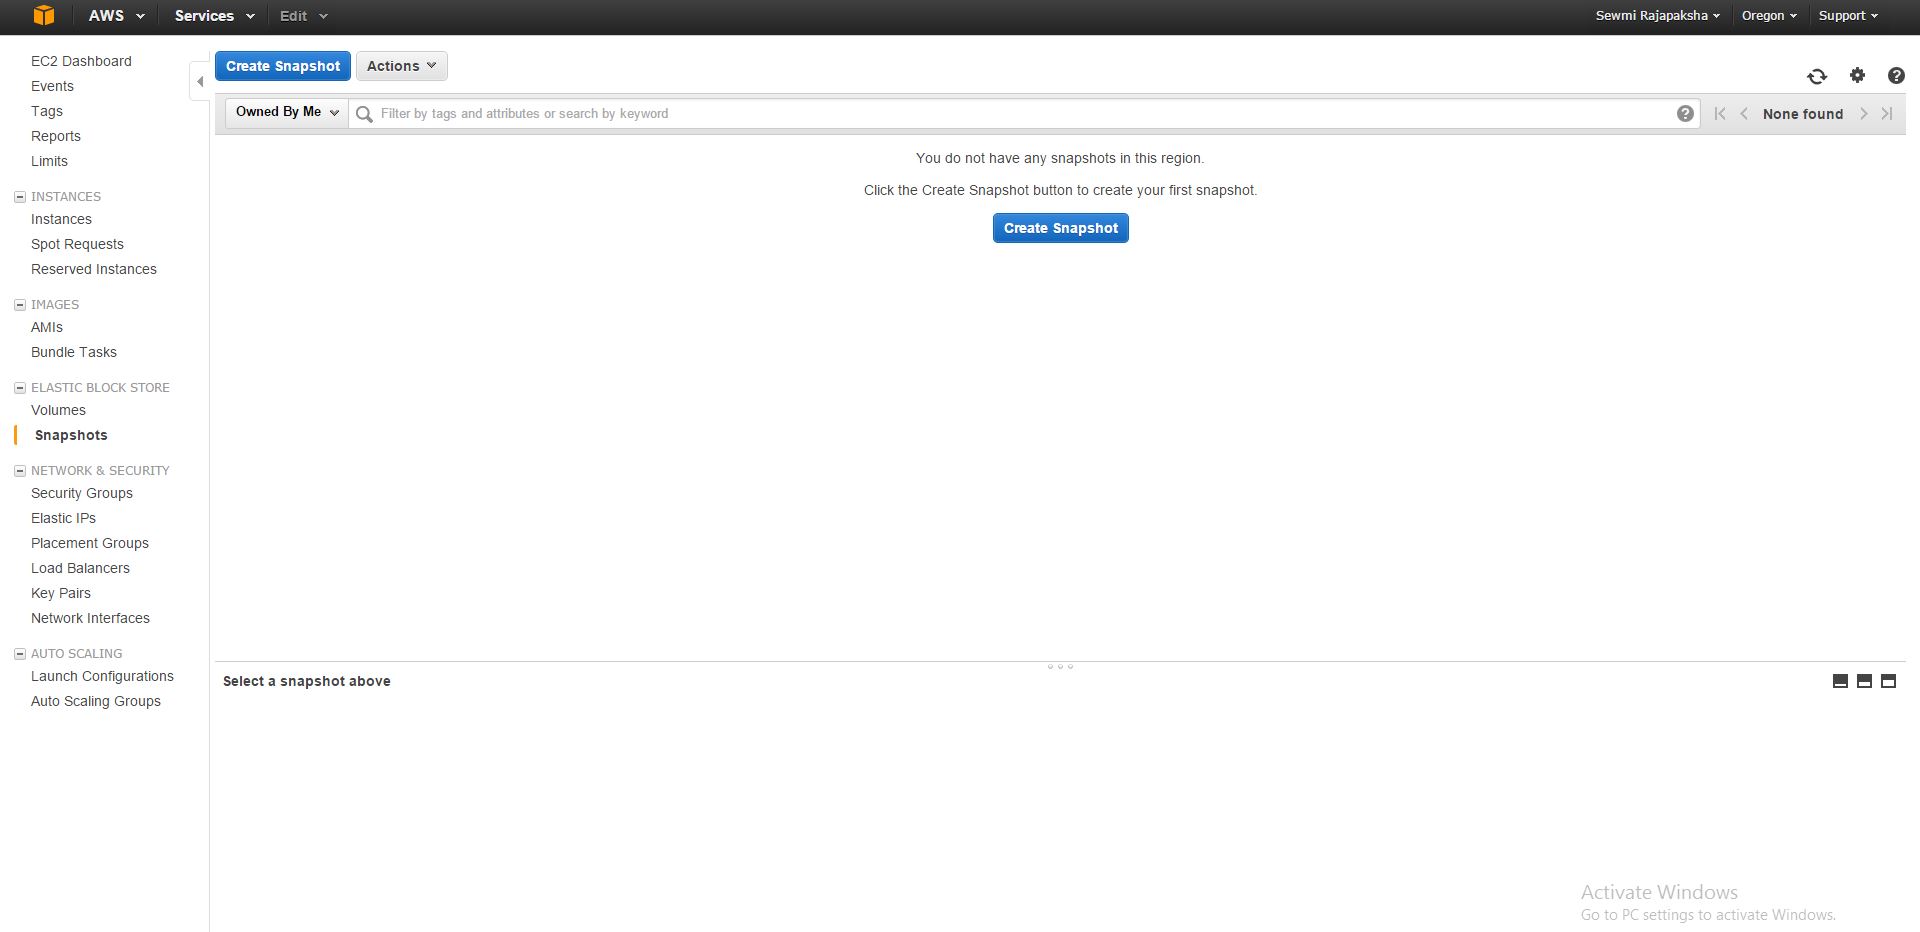 AWS Services Edit Sewmi Rajapaksha Oregon Support
EC2 Dashboard
Events
Tags
Reports
Limits
INSTANCES
Instances
Spot Requests
Reserved Instances
IMAGES
AMIs
Bundle Tasks
ELASTIC BLOCK STORE
Volumes
Snapshots
NETWORK & SECURITY
Security Groups
Elastic IPs
Placement Groups
Load Balancers
Key Pairs
Network Interfaces
AUTO SCALING
Launch Configurations
Auto Scaling Groups
Create Snapshot Actions
Owned By Me Filter by tags and attributes or search by keyword None found
You do not have any snapshots in this region.
Click the Create Snapshot button to create your first snapshot.
Create Snapshot
Select a snapshot above
Activate Windows
Go to PC settings to activate Windows.